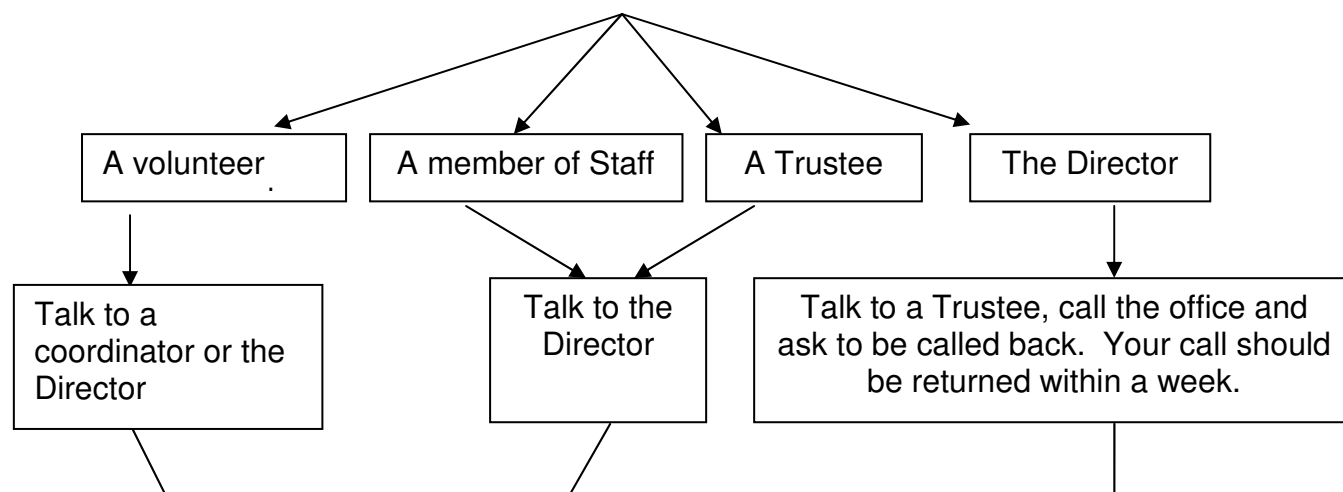 A volunteer
.
A member of Staff
A Trustee
The Director
Talk to a
coordinator or the
Director
Talk to the
Director
Talk to a Trustee, call the office and
ask to be called back.  Your call should
be returned within a week.